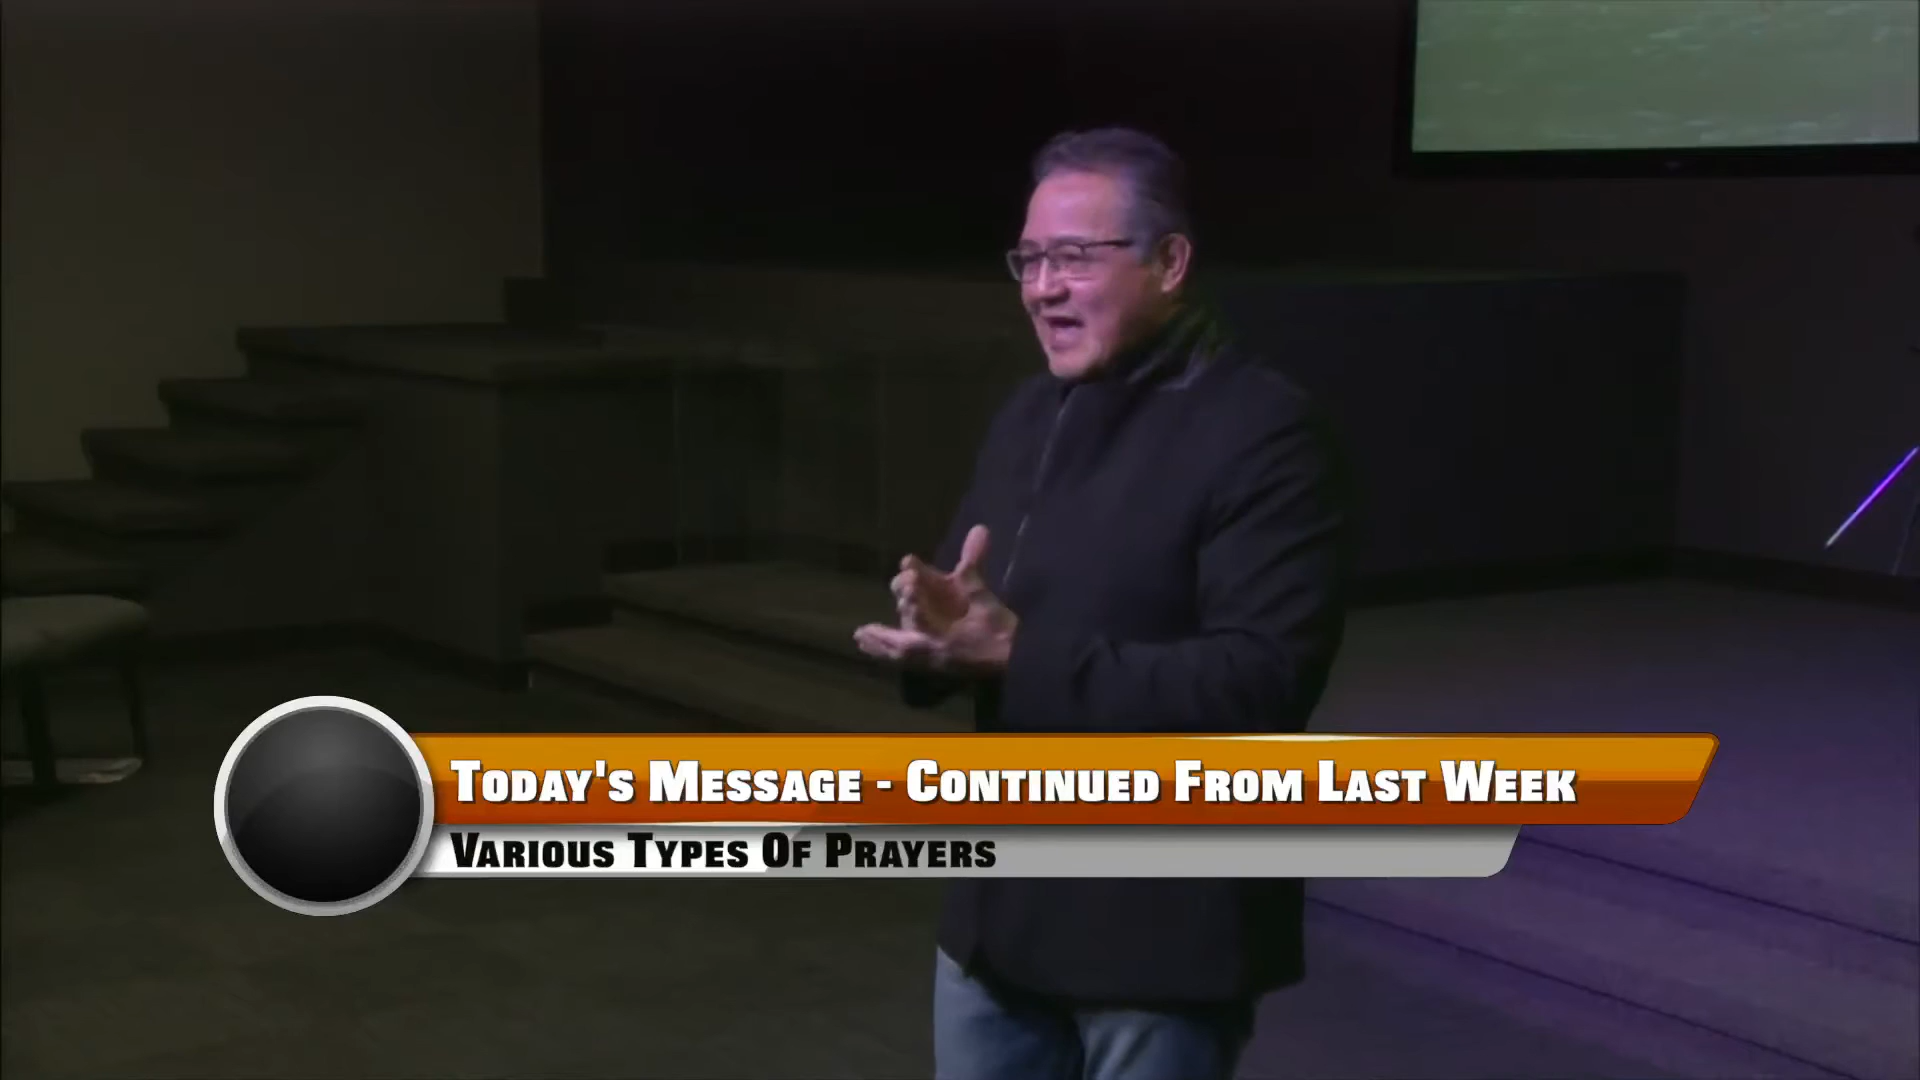 Today's Message - Continued From Last Week
Various Types Of Prayers